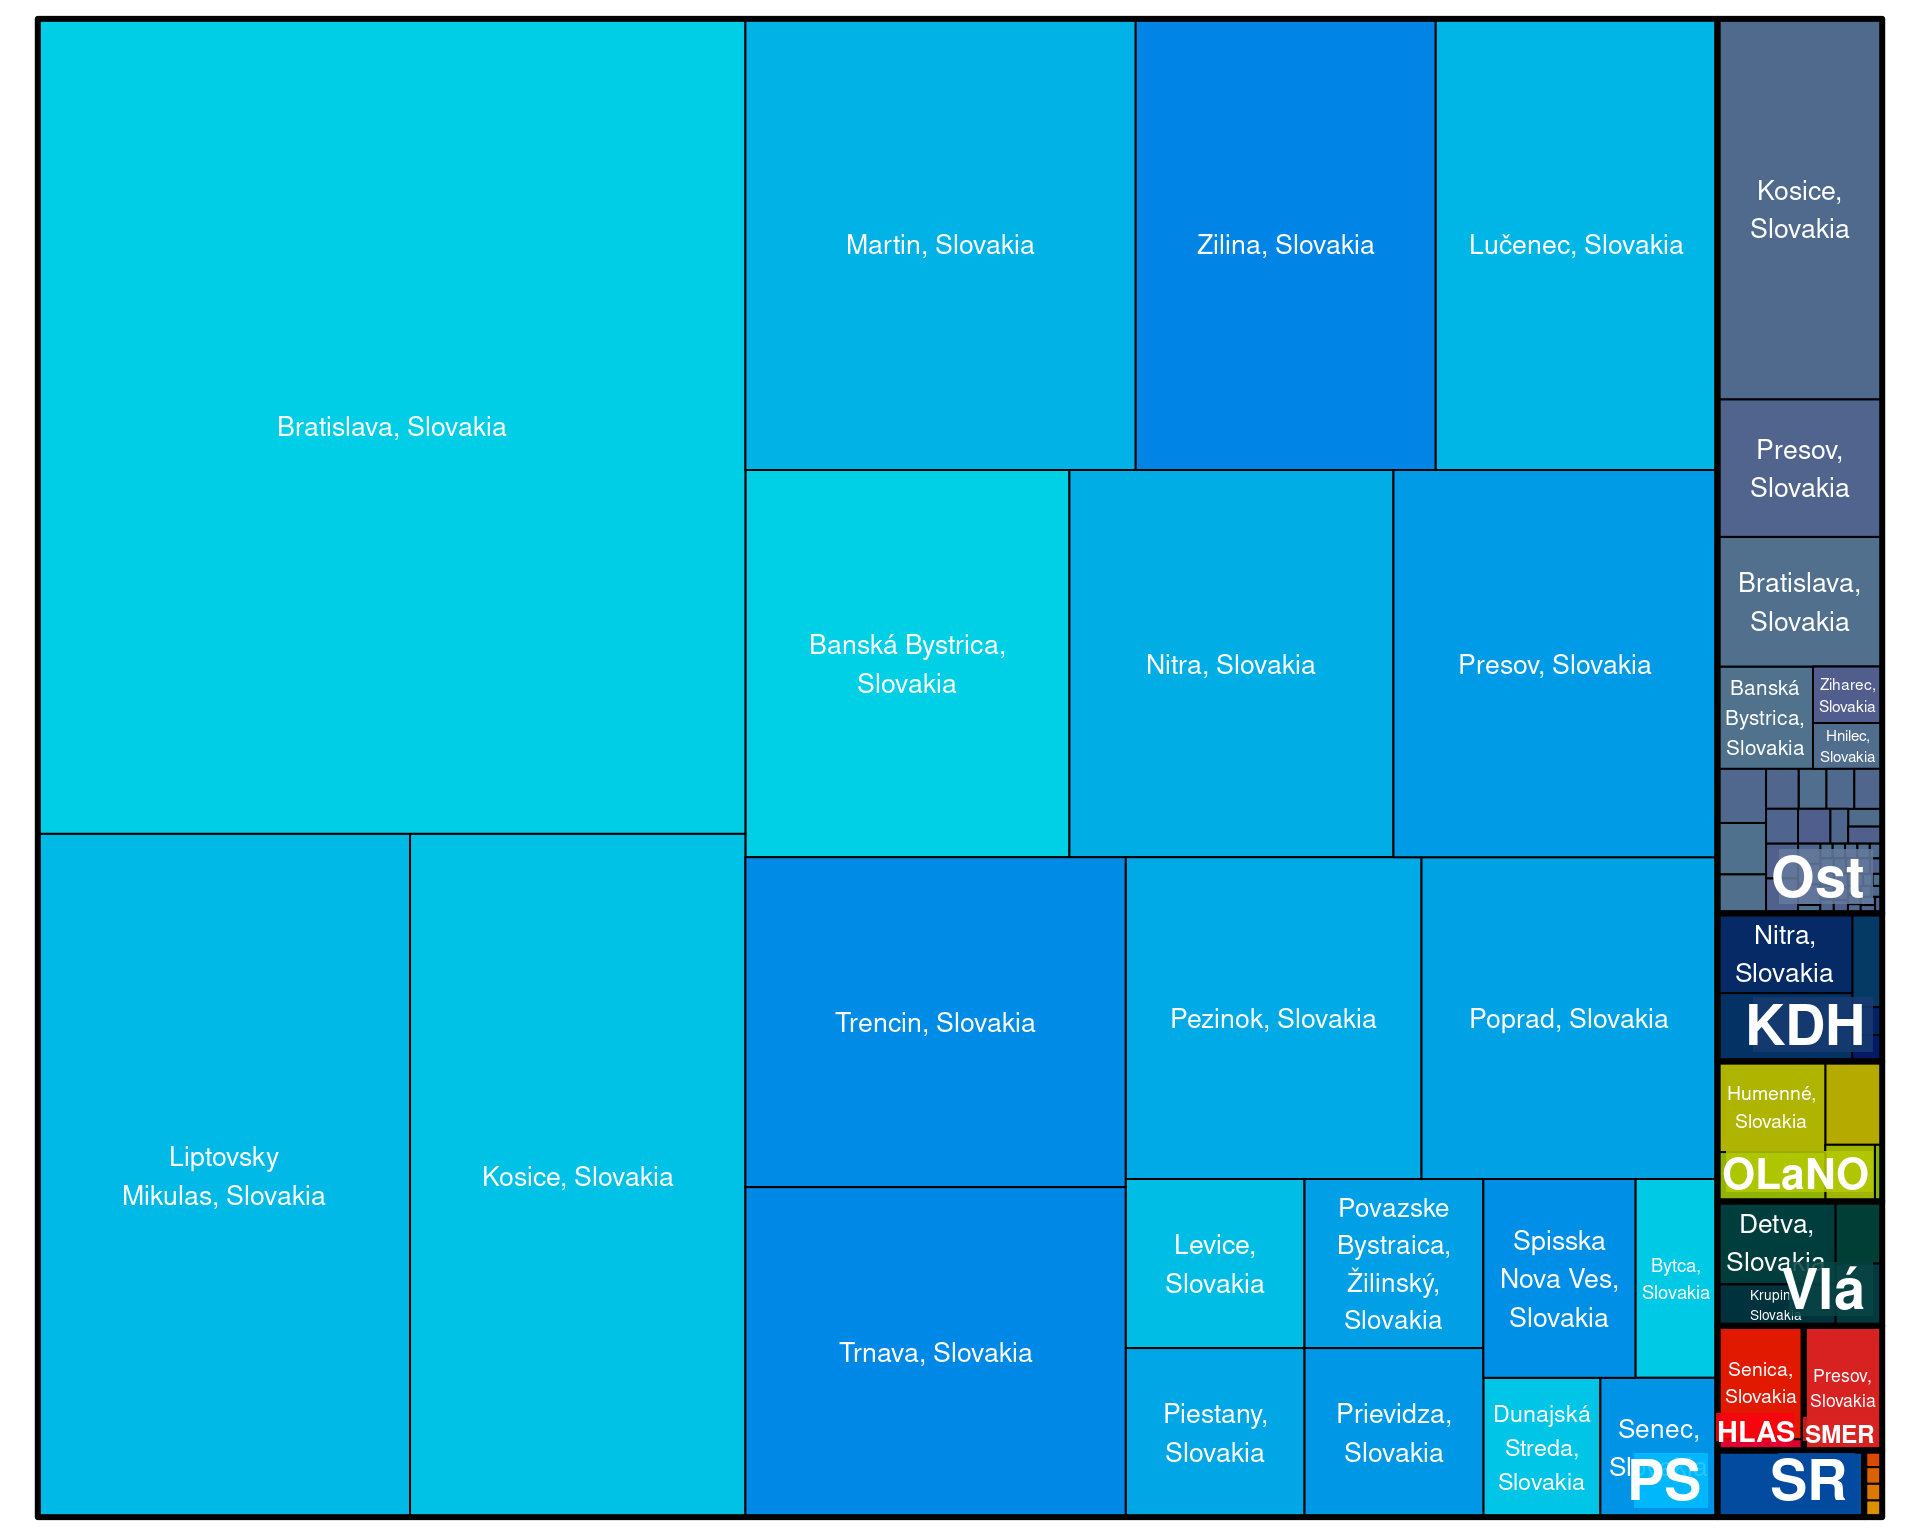 Bratislava, Slovakia
Martin, Slovakia
Zilina, Slovakia
Lučenec, Slovakia
Banská Bystrica,
Slovakia
Nitra, Slovakia
Presov, Slovakia
Liptovsky
Mikulas, Slovakia
Kosice, Slovakia
Trencin, Slovakia
Trnava, Slovakia
Pezinok, Slovakia
Poprad, Slovakia
Levice,
Slovakia
Povazske
Bystraica,
Žilinský,
Slovakia
Spisska
Nova Ves,
Slovakia
Bytca,
Slovakia
Piestany,
Slovakia
Prievidza,
Slovakia
Dunajská
Streda,
Slovakia
Senec,
Slovakia
PS
Kosice,
Slovakia
Presov,
Slovakia
Bratislava,
Slovakia
Banská
Bystrica,
Slovakia
Ziharec,
Slovakia
Hnilec,
Slovakia
Ost
Nitra,
Slovakia
KDH
Humenné,
Slovakia
OLaNO
Detva,
Slovakia
Krupin
Slovakia
Vlá
Senica,
Slovakia
HLAS
Presov,
Slovakia
SMER
SR